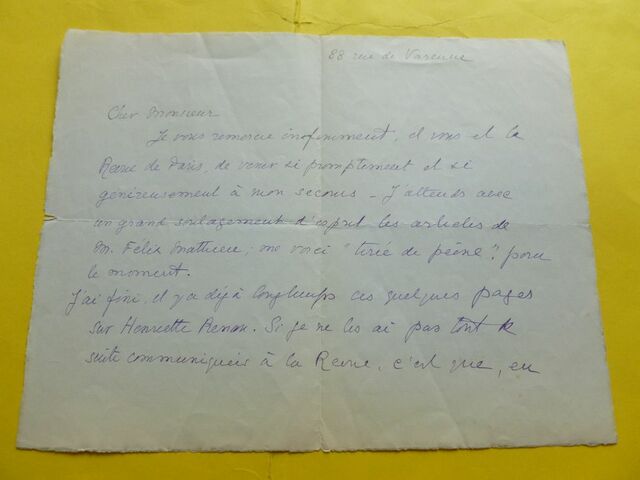 88 rue de Varenne
Cher Monsieur
Je vous remercie infiniment, et vous et la
Revue de Paris, de venir si promptement et si
généreusement à mon secours - J'attends avec
un grand soulagement d'esprit les articles de
M. Félix Mathieu; me voici "tirée de peine"! pour
le moment.
J'ai fini, il y a déjà longtemps ces quelques pages
sur Henriette Renan. Si je ne les ai pas tout de
suite communiqueés à la Revue, c'est que, en